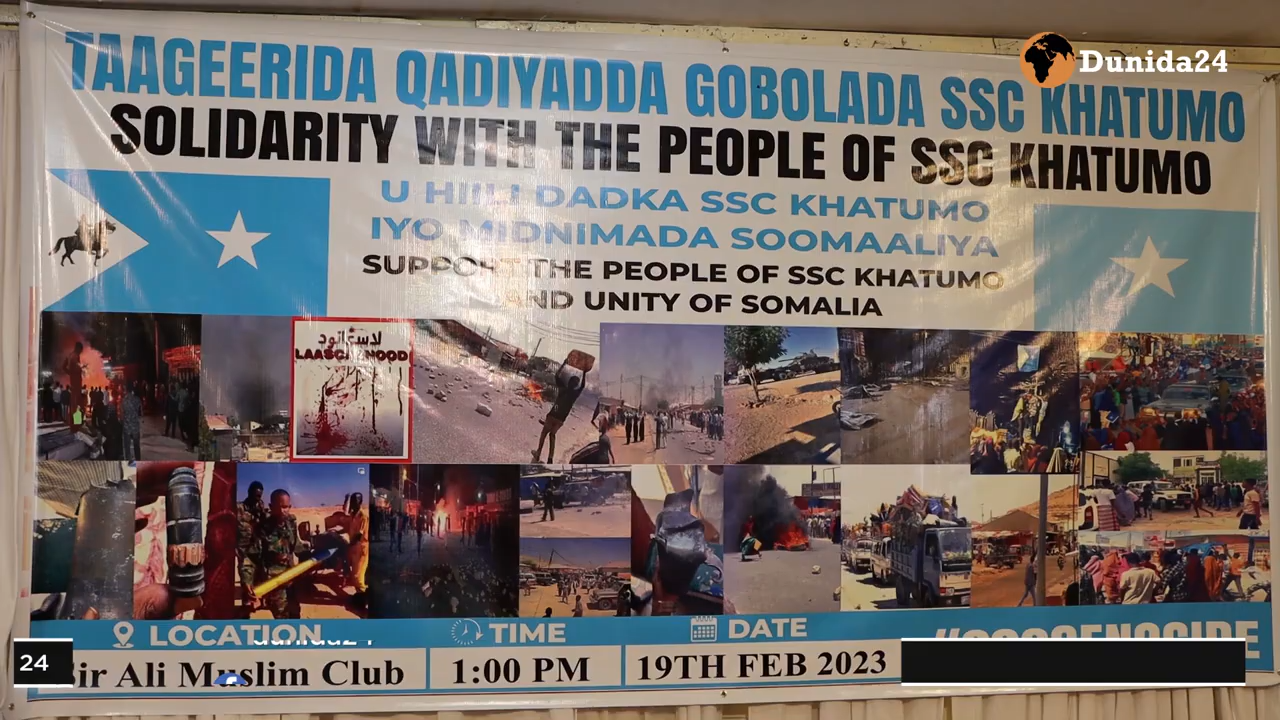 Dunida24
TAAGEERIDA QADIYADDA GOBOLADA SSC KHATUMO
SOLIDARITY WITH THE PEOPLE OF SSC KHATUMO
U HIILI DADKA SSC KHATUMO
IYO MIDNIMADA SOOMAALIYA
SUPPORT THE PEOPLE OF SSC KHATUMO
AND UNITY OF SOMALIA
LOCATION
TIME
DATE
Sir Ali Muslim Club
1:00 PM
19TH FEB 2023
24